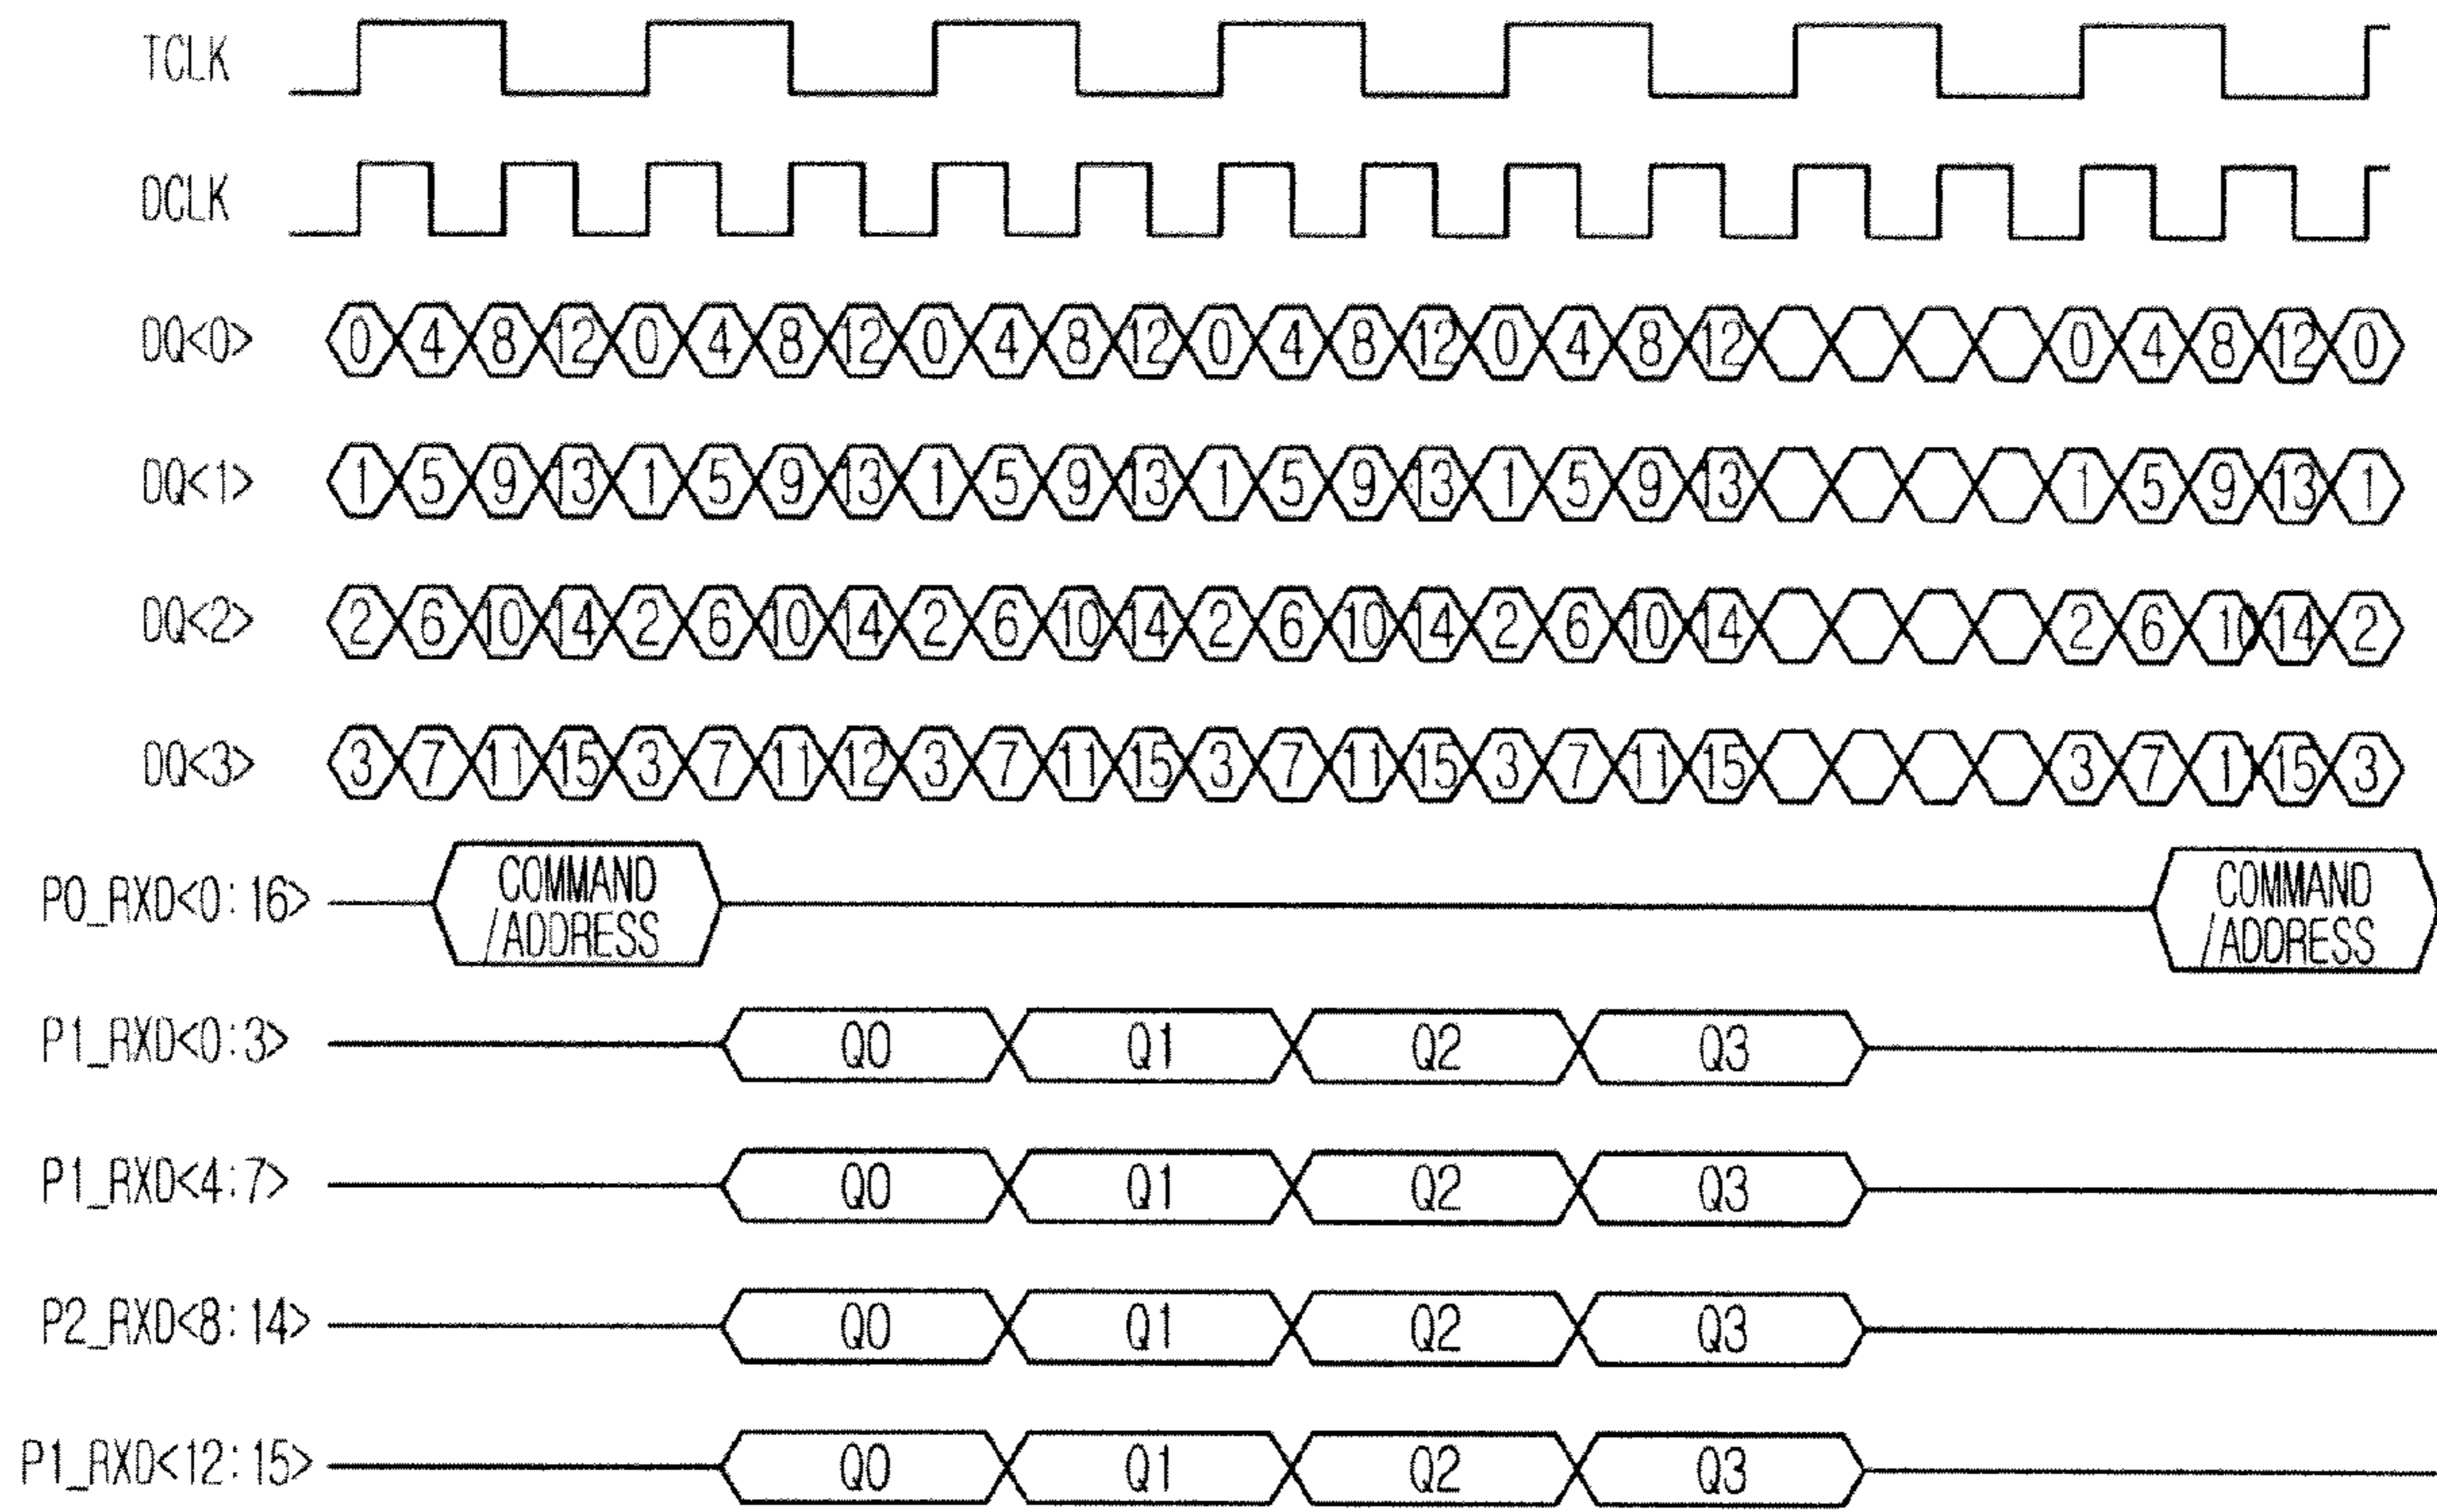 TCLK
DCLK
DQ<0> 0 4 8 12 0 4 8 12 0 4 8 12 0 4 8 12 0 4 8 12 0 4 8 12 0
DQ<1> 1 5 9 13 1 5 9 13 1 5 9 13 1 5 9 13 1 5 9 13 1 5 9 13 1
DQ<2> 2 6 10 14 2 6 10 14 2 6 10 14 2 6 10 14 2 6 10 14 2 6 10 14 2
DQ<3> 3 7 11 15 3 7 11 12 3 7 11 15 3 7 11 15 3 7 11 15 3 7 11 15 3
P0_RXD<0:16> COMMAND /ADDRESS COMMAND /ADDRESS
P1_RXD<0:3> Q0 Q1 Q2 Q3
P1_RXD<4:7> Q0 Q1 Q2 Q3
P2_RXD<8:14> Q0 Q1 Q2 Q3
P1_RXD<12:15> Q0 Q1 Q2 Q3